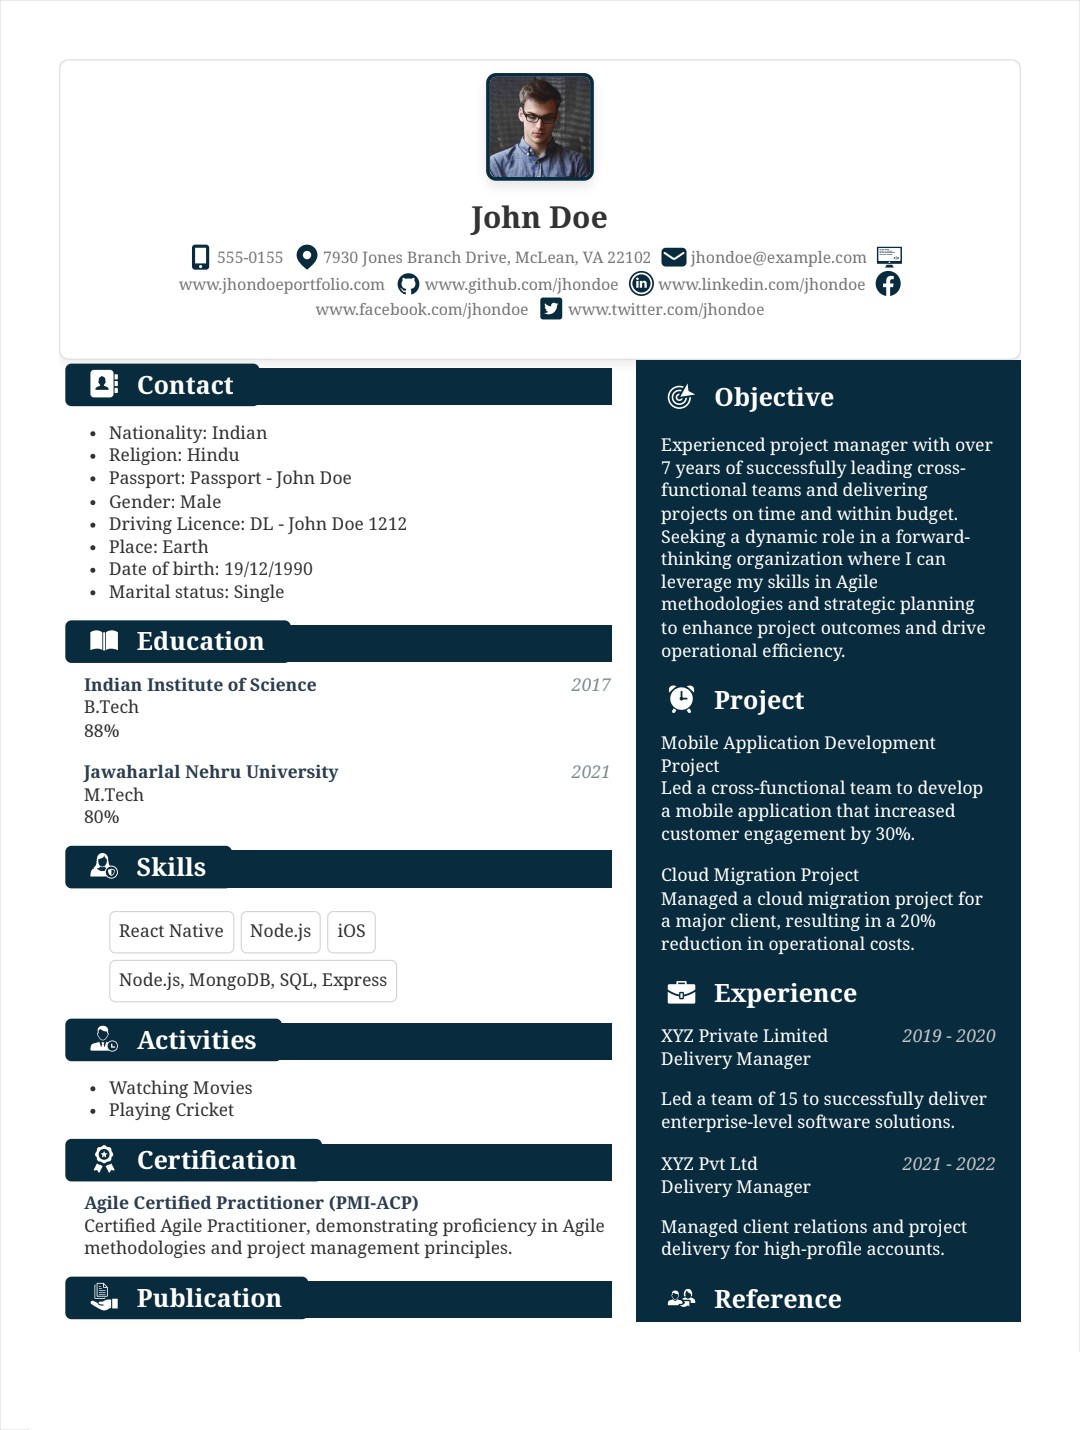 John Doe
555-0155 7930 Jones Branch Drive, McLean, VA 22102 jhondoe@example.com
www.jhondoeportfolio.com www.github.com/jhondoe www.linkedin.com/jhondoe
www.facebook.com/jhondoe www.twitter.com/jhondoe
Contact
• Nationality: Indian
• Religion: Hindu
• Passport: Passport - John Doe
• Gender: Male
• Driving Licence: DL - John Doe 1212
• Place: Earth
• Date of birth: 19/12/1990
• Marital status: Single
Education
Indian Institute of Science 2017
B.Tech
88%
Jawaharlal Nehru University 2021
M.Tech
80%
Skills
React Native Node.js iOS
Node.js, MongoDB, SQL, Express
Activities
• Watching Movies
• Playing Cricket
Certification
Agile Certified Practitioner (PMI-ACP)
Certified Agile Practitioner, demonstrating proficiency in Agile
methodologies and project management principles.
Publication
Objective
Experienced project manager with over
7 years of successfully leading cross-
functional teams and delivering
projects on time and within budget.
Seeking a dynamic role in a forward-
thinking organization where I can
leverage my skills in Agile
methodologies and strategic planning
to enhance project outcomes and drive
operational efficiency.
Project
Mobile Application Development
Project
Led a cross-functional team to develop
a mobile application that increased
customer engagement by 30%.
Cloud Migration Project
Managed a cloud migration project for
a major client, resulting in a 20%
reduction in operational costs.
Experience
XYZ Private Limited 2019 - 2020
Delivery Manager
Led a team of 15 to successfully deliver
enterprise-level software solutions.
XYZ Pvt Ltd 2021 - 2022
Delivery Manager
Managed client relations and project
delivery for high-profile accounts.
Reference